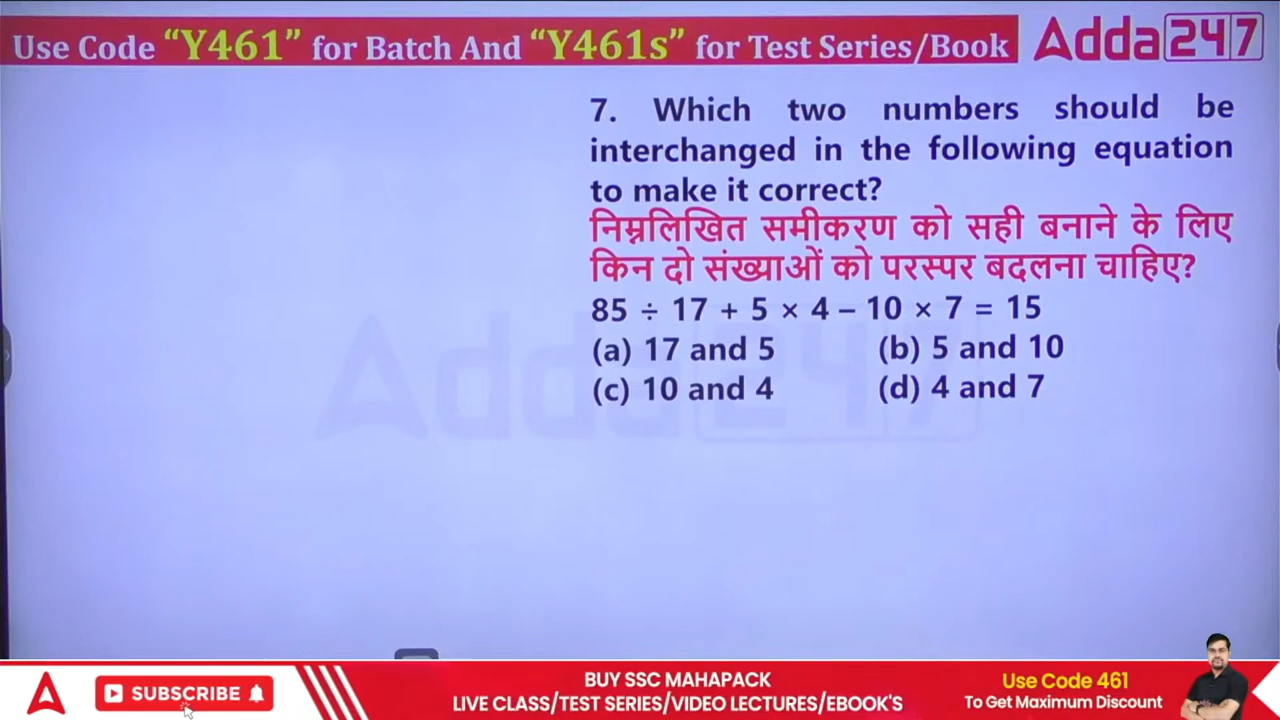 Use Code “Y461” for Batch And “Y461s” for Test Series/Book
Adda247
7. Which two numbers should be
interchanged in the following equation
to make it correct?
निम्नलिखित समीकरण को सही बनाने के लिए
किन दो संख्याओं को परस्पर बदलना चाहिए?
85 ÷ 17 + 5 × 4 – 10 × 7 = 15
(a) 17 and 5 (b) 5 and 10
(c) 10 and 4 (d) 4 and 7
Adda247
SUBSCRIBE
BUY SSC MAHAPACK
LIVE CLASS/TEST SERIES/VIDEO LECTURES/EBOOK'S
Use Code 461
To Get Maximum Discount